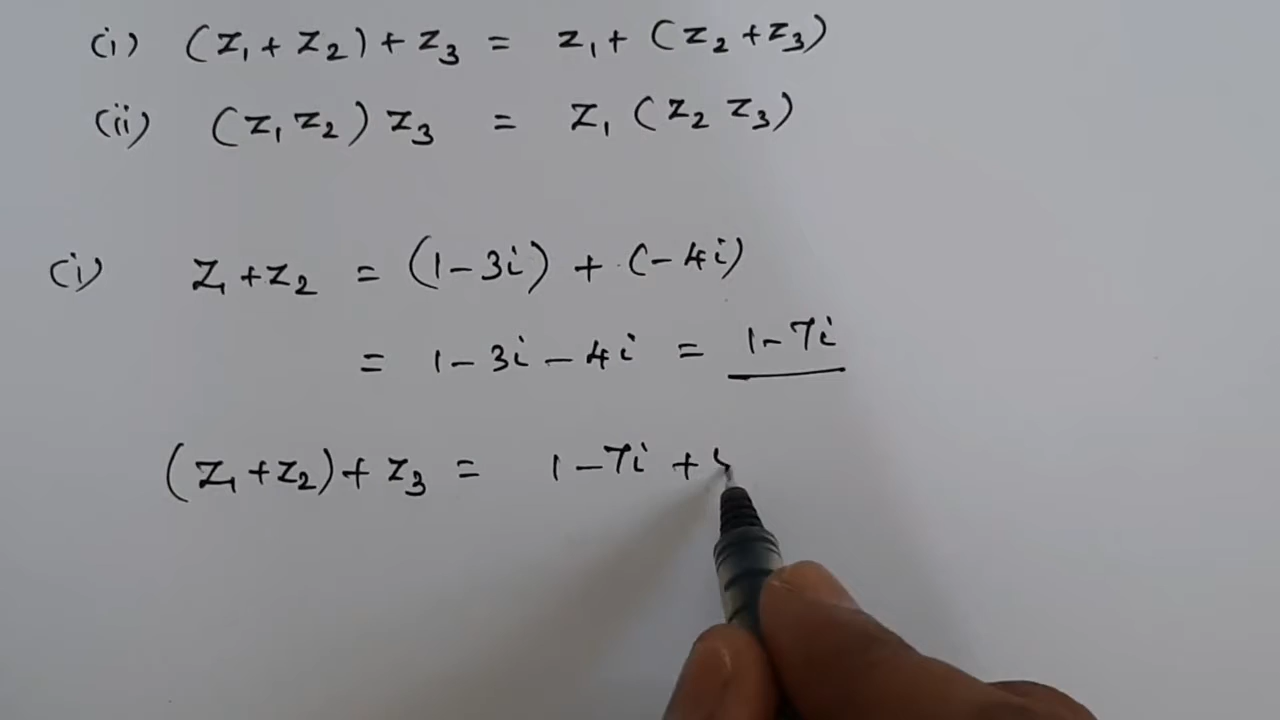 (i) (z₁ + z₂) + z₃ = z₁ + (z₂ + z₃)
(ii) (z₁ z₂) z₃ = z₁ (z₂ z₃)
(i) z₁ + z₂ = (1 - 3i) + (-4i)
= 1 - 3i - 4i = 1 - 7i
(z₁ + z₂) + z₃ = 1 - 7i +